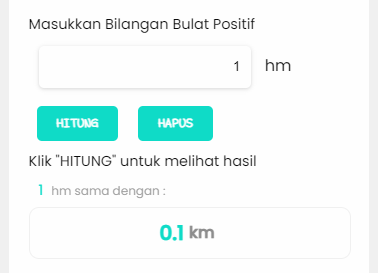 Masukkan Bilangan Bulat Positif
1 hm
HITUNG HAPUS
Klik "HITUNG" untuk melihat hasil
1 hm sama dengan :
0.1 km